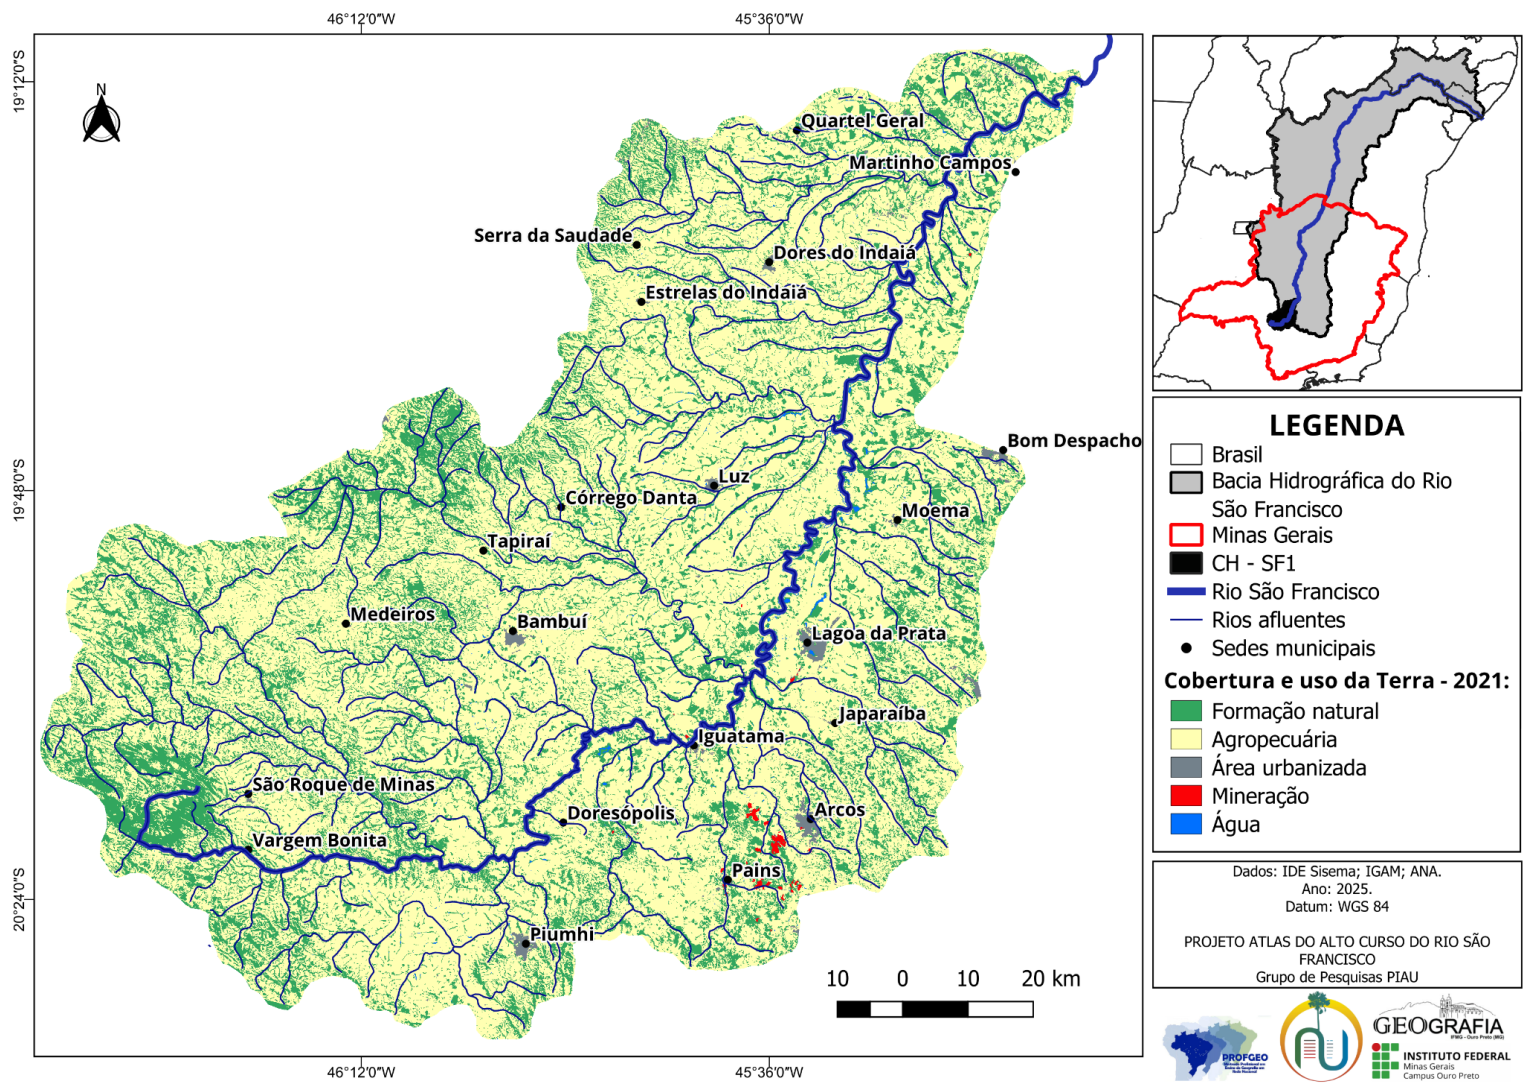 46°12'0"W
45°36'0"W
19°12'0"S
N
Quartel Geral
Martinho Campos
Serra da Saudade
Dores do Indaiá
Estrelas do Indaiá
Bom Despacho
19°48'0"S
Luz
Córrego Danta
Moema
Tapiraí
Medeiros
Bambuí
Lagoa da Prata
Japaraíba
Iguatama
São Roque de Minas
Doresópolis
Arcos
Vargem Bonita
Pains
20°24'0"S
Piumhi
10 0 10 20 km
46°12'0"W
45°36'0"W
LEGENDA
Brasil
Bacia Hidrográfica do Rio
São Francisco
Minas Gerais
CH - SF1
Rio São Francisco
Rios afluentes
Sedes municipais
Cobertura e uso da Terra - 2021:
Formação natural
Agropecuária
Área urbanizada
Mineração
Água
Dados: IDE Sisema; IGAM; ANA.
Ano: 2025.
Datum: WGS 84
PROJETO ATLAS DO ALTO CURSO DO RIO SÃO
FRANCISCO
Grupo de Pesquisas PIAU
PROFGEO
GEOGRAFIA
IFMG - Ouro Preto (MG)
INSTITUTO FEDERAL
Minas Gerais
Campus Ouro Preto